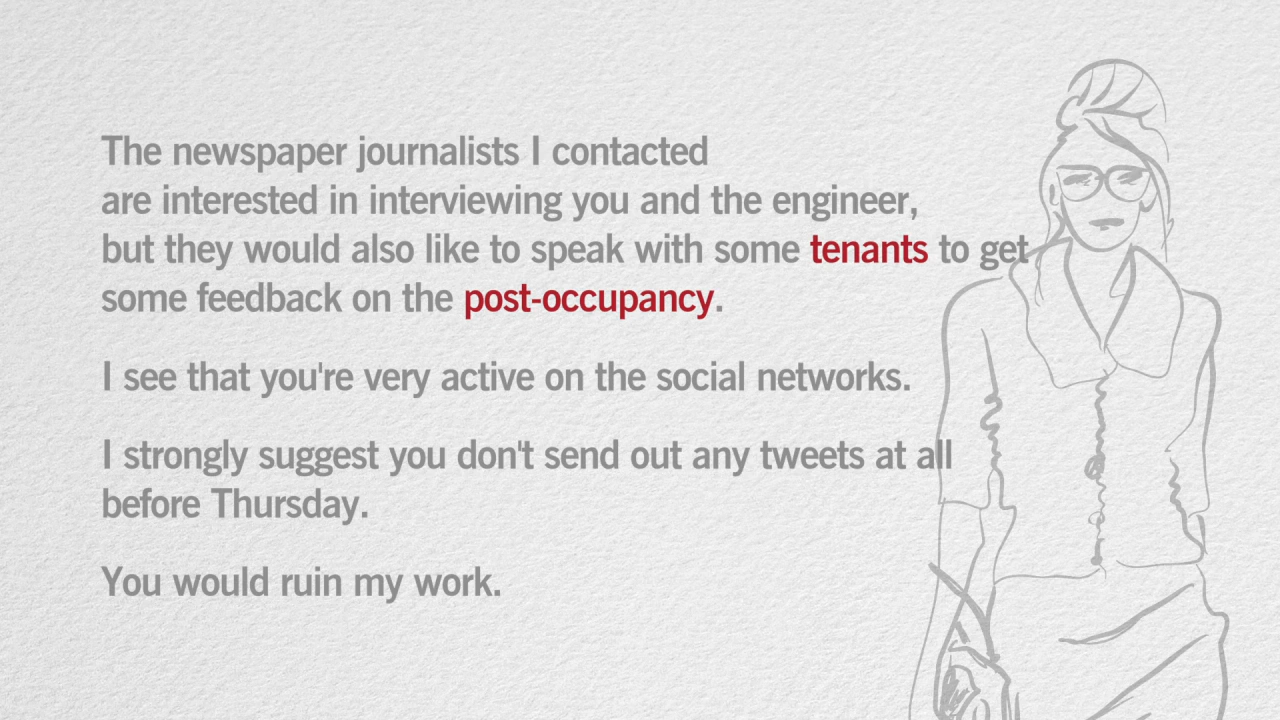 The newspaper journalists I contacted
are interested in interviewing you and the engineer,
but they would also like to speak with some tenants to get
some feedback on the post-occupancy.
I see that you're very active on the social networks.
I strongly suggest you don't send out any tweets at all
before Thursday.
You would ruin my work.